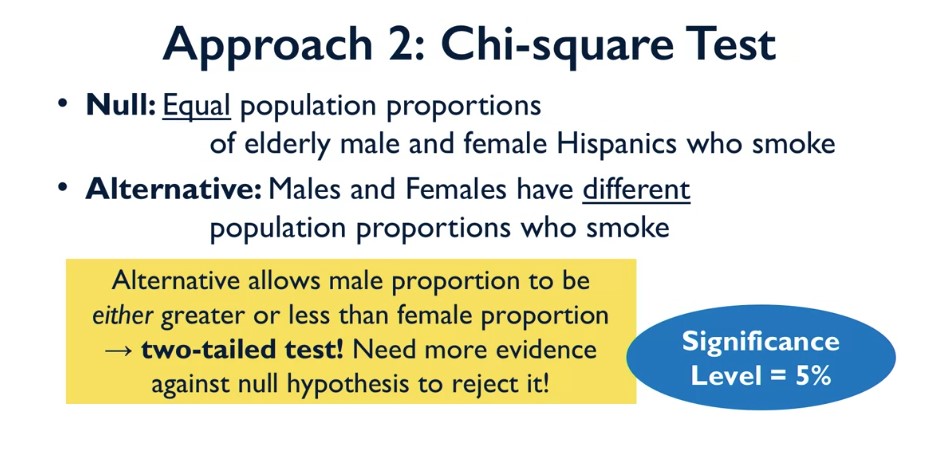 Approach 2: Chi-square Test
• Null: Equal population proportions
of elderly male and female Hispanics who smoke
• Alternative: Males and Females have different
population proportions who smoke
Alternative allows male proportion to be
either greater or less than female proportion
→ two-tailed test! Need more evidence
against null hypothesis to reject it!
Significance
Level = 5%